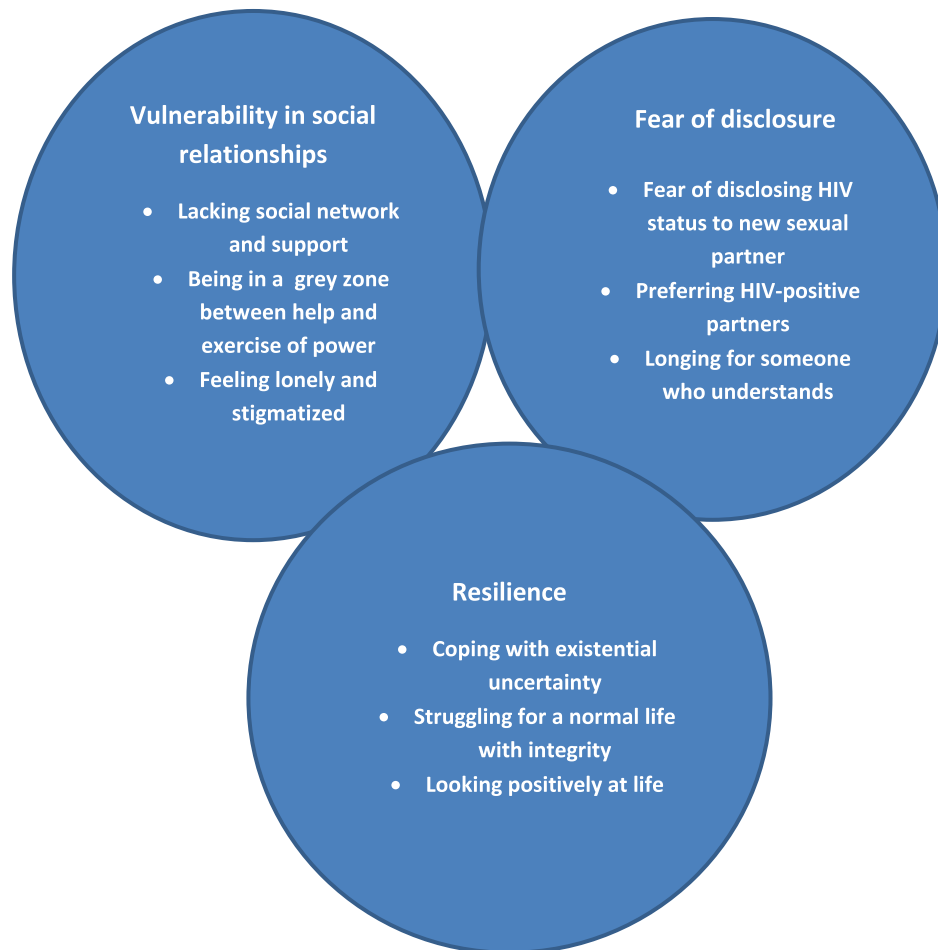 Vulnerability in social
relationships
• Lacking social network
and support
• Being in a  grey zone
between help and
exercise of power
• Feeling lonely and
stigmatized
Fear of disclosure
• Fear of disclosing HIV
status to new sexual
partner
• Preferring HIV-positive
partners
• Longing for someone
who understands
Resilience
• Coping with existential
uncertainty
• Struggling for a normal life
with integrity
• Looking positively at life